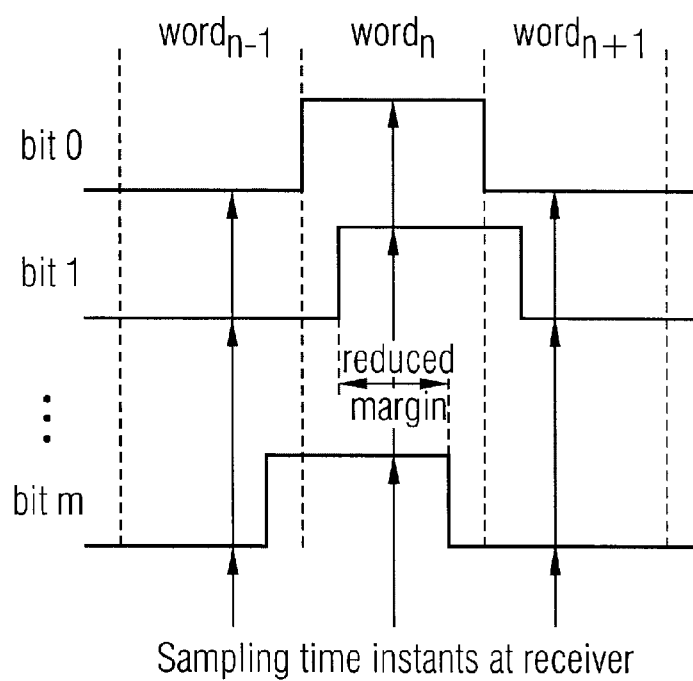 word_{n-1} word_n word_{n+1}
bit 0
bit 1
reduced
margin
⋮
bit m
Sampling time instants at receiver